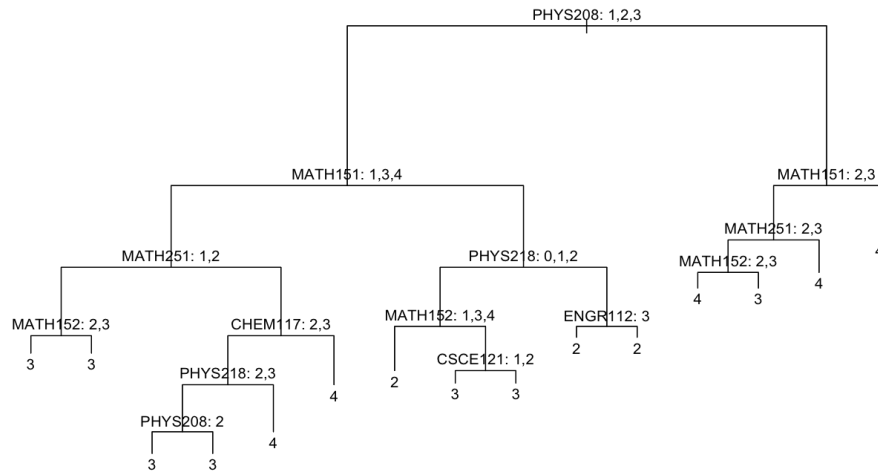 PHYS208: 1,2,3
MATH151: 1,3,4
MATH151: 2,3
MATH251: 2,3
MATH251: 1,2
PHYS218: 0,1,2
MATH152: 2,3
4
4
4
3
MATH152: 2,3
CHEM117: 2,3
MATH152: 1,3,4
ENGR112: 3
2
2
3
3
CSCE121: 1,2
PHYS218: 2,3
2
4
3
3
PHYS208: 2
4
3
3